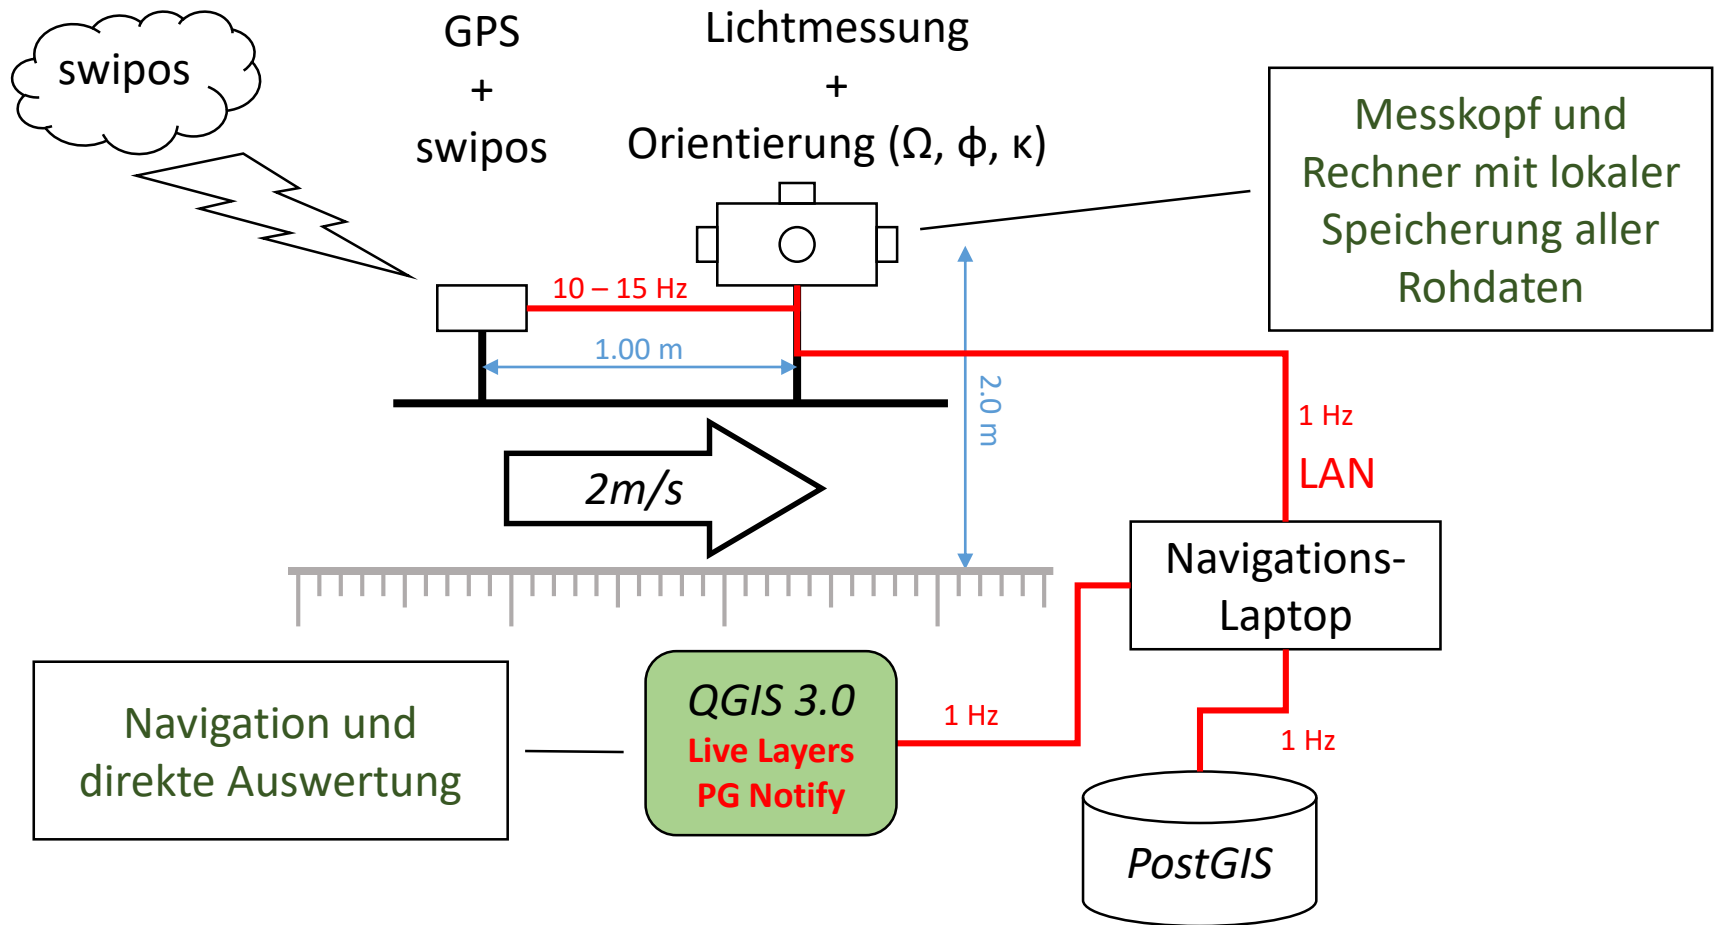 swipos
GPS
+
swipos
Lichtmessung
+
Orientierung (Ω, ϕ, κ)
Messkopf und
Rechner mit lokaler
Speicherung aller
Rohdaten
10 – 15 Hz
1.00 m
2.0 m
1 Hz
LAN
2m/s
Navigations-
Laptop
Navigation und
direkte Auswertung
QGIS 3.0
Live Layers
PG Notify
1 Hz
1 Hz
PostGIS